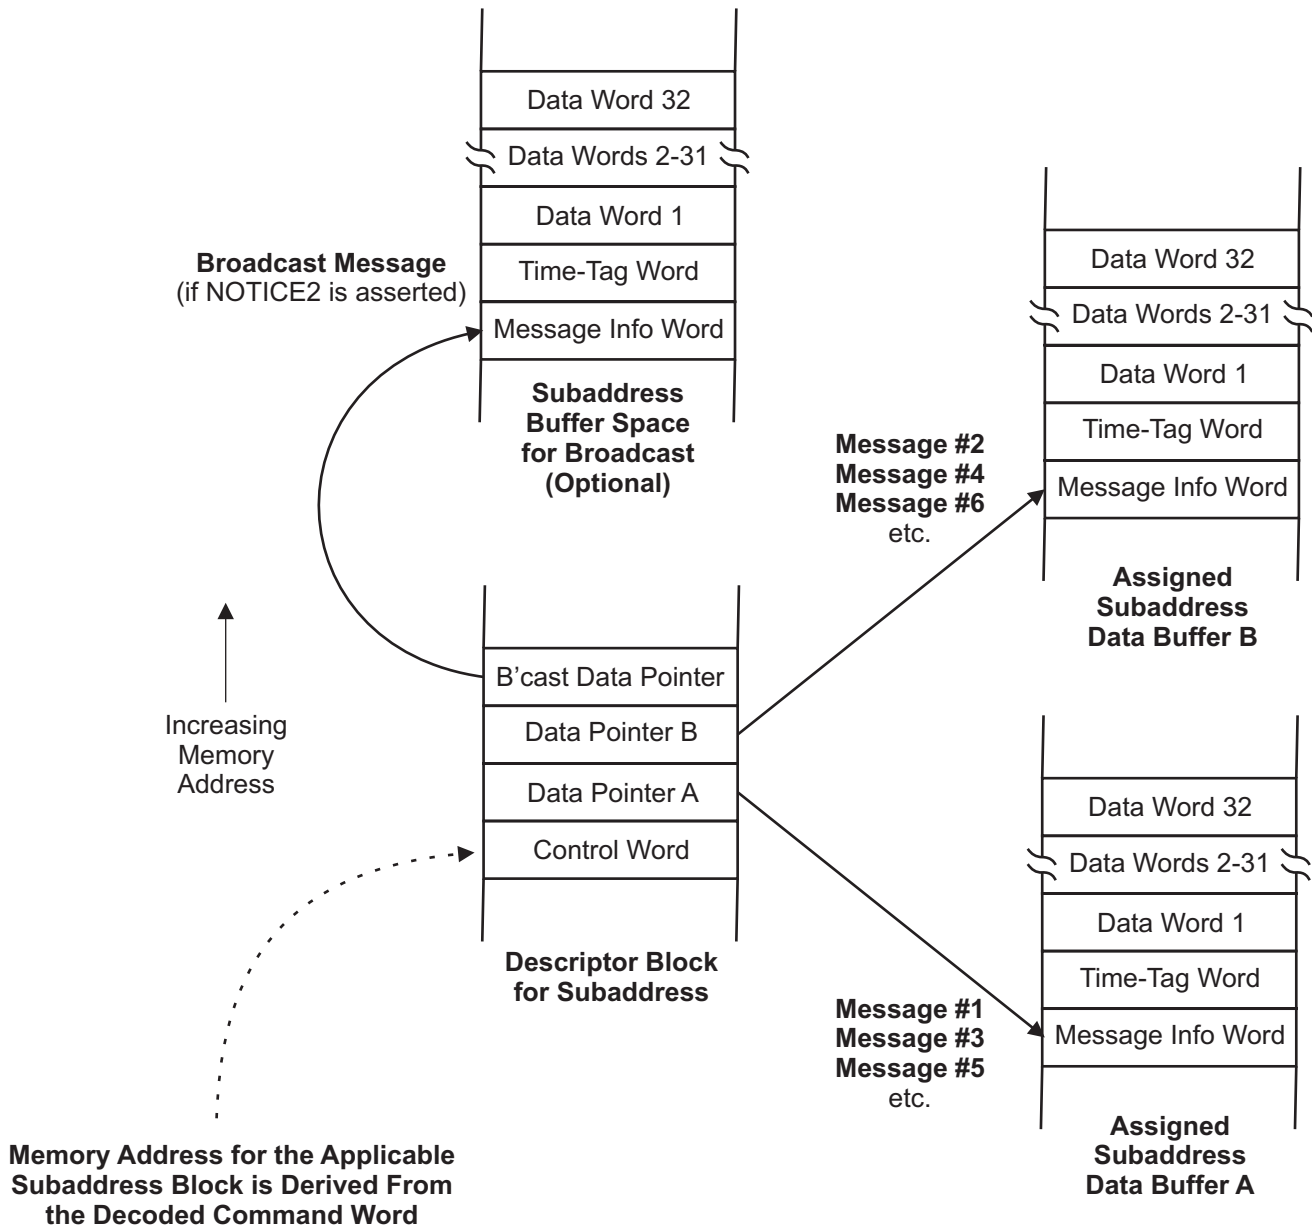 Data Word 32
Data Words 2-31
Data Word 1
Time-Tag Word
Message Info Word
Subaddress
Buffer Space
for Broadcast
(Optional)
Broadcast Message
(if NOTICE2 is asserted)
Data Word 32
Data Words 2-31
Data Word 1
Time-Tag Word
Message Info Word
Assigned
Subaddress
Data Buffer B
Message #2
Message #4
Message #6
etc.
Increasing
Memory
Address
B’cast Data Pointer
Data Pointer B
Data Pointer A
Control Word
Descriptor Block
for Subaddress
Data Word 32
Data Words 2-31
Data Word 1
Time-Tag Word
Message Info Word
Assigned
Subaddress
Data Buffer A
Message #1
Message #3
Message #5
etc.
Memory Address for the Applicable
Subaddress Block is Derived From
the Decoded Command Word